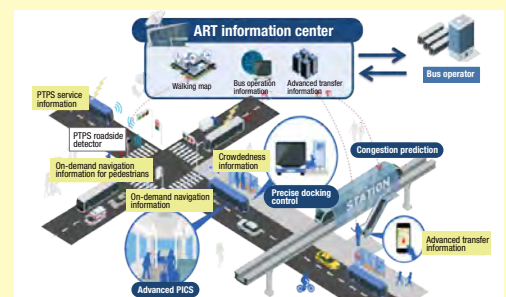 ART information center
Walking map
Bus operation
information
Advanced transfer
information
Bus operator
PTPS service
information
PTPS roadside
detector
On-demand navigation
information for pedestrians
Crowdedness
information
Congestion prediction
Precise docking
control
On-demand navigation
information
STATION
Advanced transfer
information
Advanced PICS